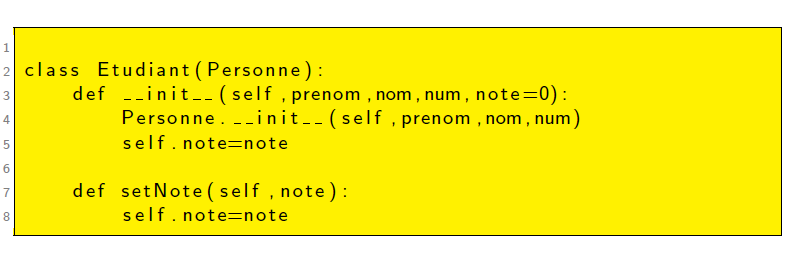 1
2 class Etudiant(Personne):
3     def __init__(self,prenom,nom,num,note=0):
4         Personne.__init__(self,prenom,nom,num)
5         self.note=note
6
7     def setNote(self,note):
8         self.note=note